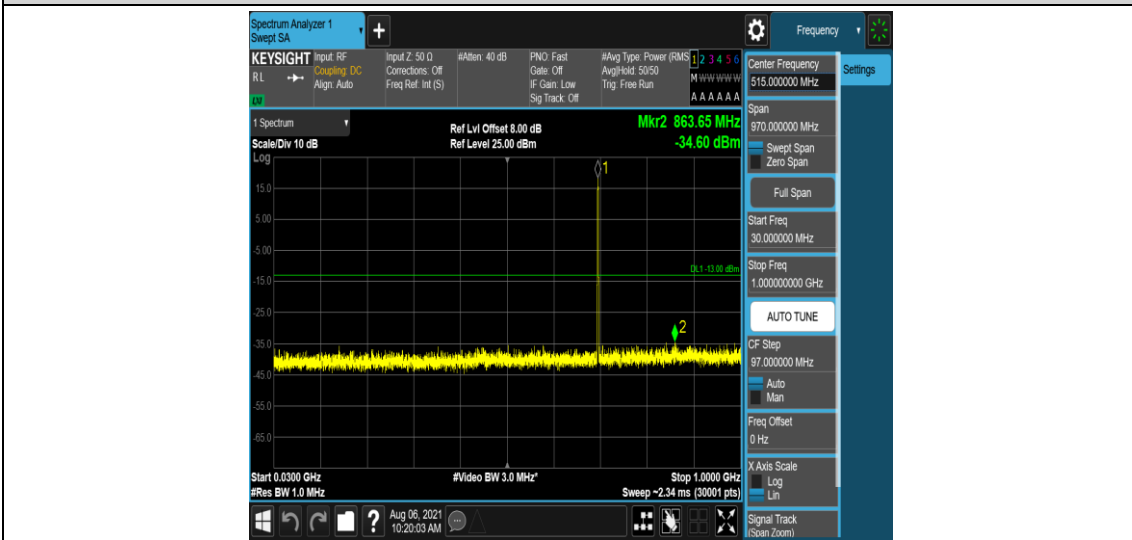 Spectrum Analyzer 1
Swept SA
+
Frequency
KEYSIGHT
RL
LXI
Input: RF
Coupling: DC
Align: Auto
Input Z: 50 Ω
Corrections: Off
Freq Ref: Int (S)
#Atten: 40 dB
PNO: Fast
Gate: Off
IF Gain: Low
Sig Track: Off
#Avg Type: Power (RMS
Avg|Hold: 50/50
Trig: Free Run
1 2 3 4 5 6
M W W W W W
A A A A A A
1 Spectrum
Scale/Div 10 dB
Log
Ref Lvl Offset 8.00 dB
Ref Level 25.00 dBm
Mkr2 863.65 MHz
-34.60 dBm
1
15.0
5.00
-5.00
DL1 -13.00 dBm
-15.0
-25.0
2
-35.0
-45.0
-55.0
-65.0
Start 0.0300 GHz
#Res BW 1.0 MHz
#Video BW 3.0 MHz*
Stop 1.0000 GHz
Sweep ~2.34 ms (30001 pts)
?
Aug 06, 2021
10:20:03 AM
Center Frequency
515.000000 MHz
Settings
Span
970.000000 MHz
Swept Span
Zero Span
Full Span
Start Freq
30.000000 MHz
Stop Freq
1.000000000 GHz
AUTO TUNE
CF Step
97.000000 MHz
Auto
Man
Freq Offset
0 Hz
X Axis Scale
Log
Lin
Signal Track
(Span Zoom)